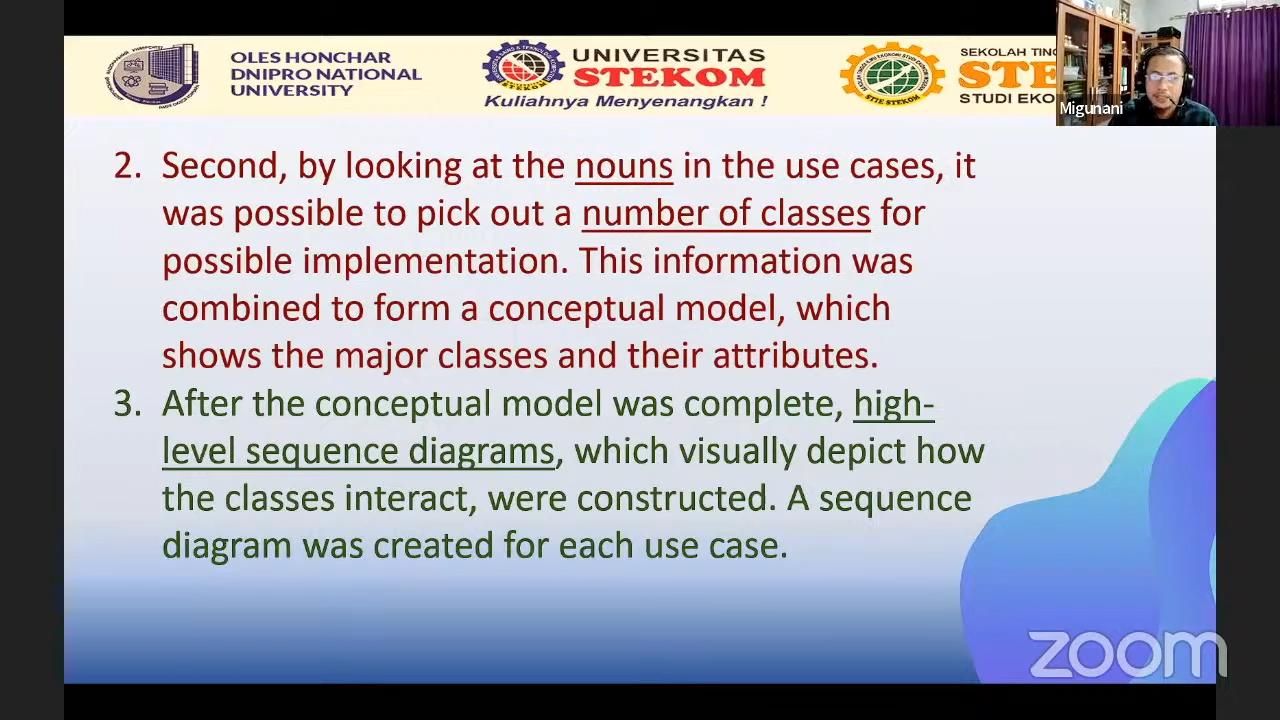 OLES HONCHAR
DNIPRO NATIONAL
UNIVERSITY
UNIVERSITAS
STEKOM
Kuliahnya Menyenangkan !
SEKOLAH TING
STE
STUDI EKO
Migunani
2. Second, by looking at the nouns in the use cases, it
was possible to pick out a number of classes for
possible implementation. This information was
combined to form a conceptual model, which
shows the major classes and their attributes.
3. After the conceptual model was complete, high-
level sequence diagrams, which visually depict how
the classes interact, were constructed. A sequence
diagram was created for each use case.
zoom